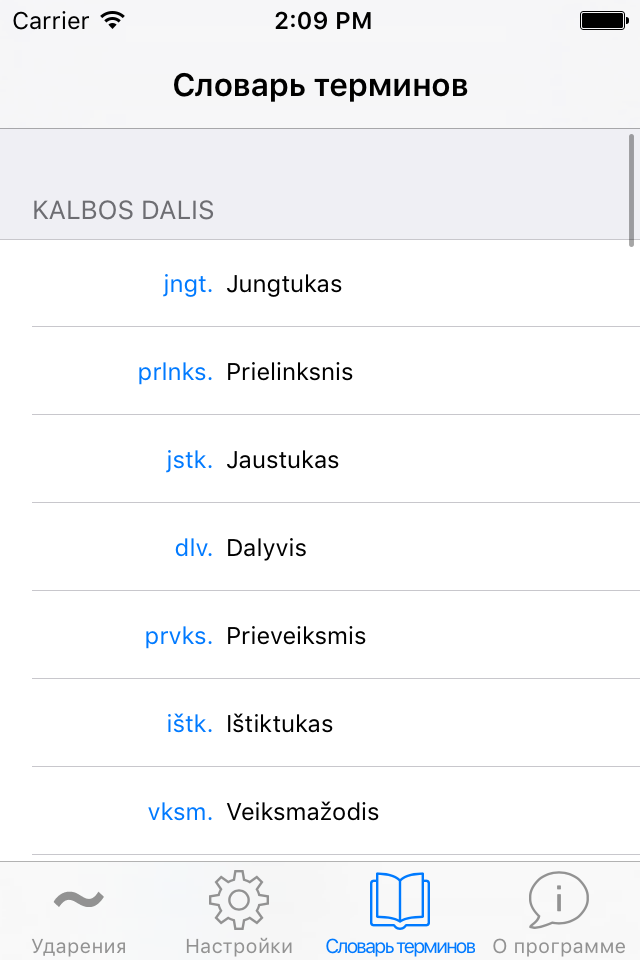 Carrier 2:09 PM
Словарь терминов
KALBOS DALIS
jngt. Jungtukas
prlnks. Prielinksnis
jstk. Jaustukas
dlv. Dalyvis
prvks. Prieveiksmis
ištk. Ištiktukas
vksm. Veiksmažodis
Ударения Настройки Словарь терминов О программе